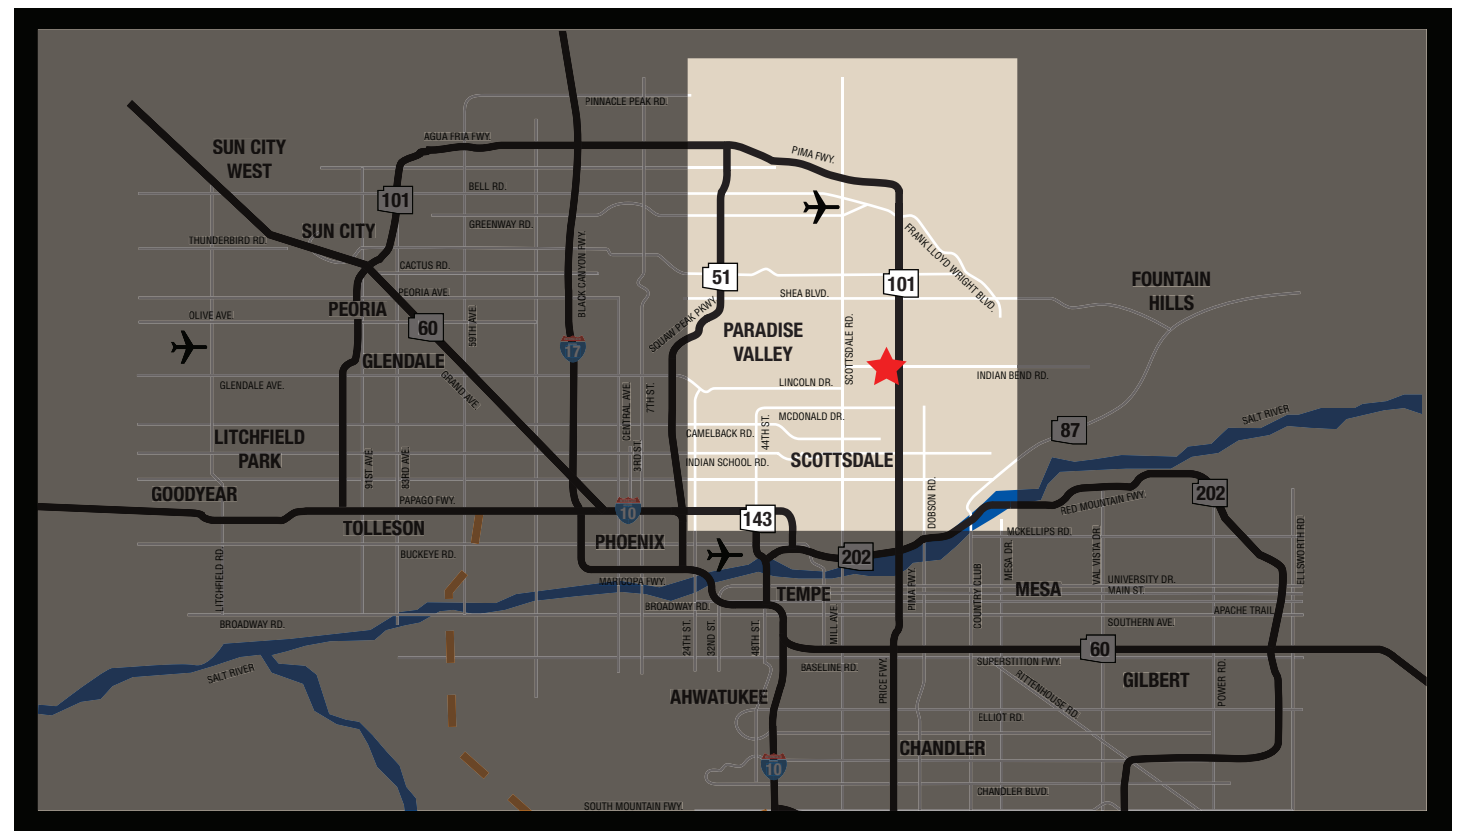 PINNACLE PEAK RD.
AGUA FRIA FWY.
SUN CITY
WEST
PIMA FWY.
BELL RD.
101
GREENWAY RD.
SUN CITY
THUNDERBIRD RD.
CACTUS RD.
BLACK CANYON FWY.
FRANK LLOYD WRIGHT BLVD.
51
101
FOUNTAIN
HILLS
PEORIA AVE.
SHEA BLVD.
PEORIA
OLIVE AVE.
60
59TH AVE.
SQUAW PEAK PKWY.
PARADISE
VALLEY
SCOTTSDALE RD.
17
GLENDALE
GLENDALE AVE.
GRAND AVE.
LINCOLN DR.
INDIAN BEND RD.
CENTRAL AVE.
7TH ST.
MCDONALD DR.
SALT RIVER
87
44TH ST.
CAMELBACK RD.
LITCHFIELD
PARK
3RD ST.
91ST AVE.
83RD AVE.
INDIAN SCHOOL RD.
SCOTTSDALE
GOODYEAR
PAPAGO FWY.
10
143
DOBSON RD.
RED MOUNTAIN FWY.
202
TOLLESON
PHOENIX
MCKELLIPS RD.
BUCKEYE RD.
202
MESA DR.
VAL VISTA DR.
ELLSWORTH RD.
LITCHFIELD RD.
MARICOPA FWY.
TEMPE
PIMA FWY.
COUNTRY CLUB
MESA
UNIVERSITY DR.
MAIN ST.
BROADWAY RD.
APACHE TRAIL
BROADWAY RD.
24TH ST.
32ND ST.
48TH ST.
MILL AVE.
SOUTHERN AVE.
60
SALT RIVER
BASELINE RD.
PRICE FWY.
SUPERSTITION FWY.
RITTENHOUSE RD.
GILBERT
POWER RD.
AHWATUKEE
ELLIOT RD.
CHANDLER
10
CHANDLER BLVD.
SOUTH MOUNTAIN FWY.